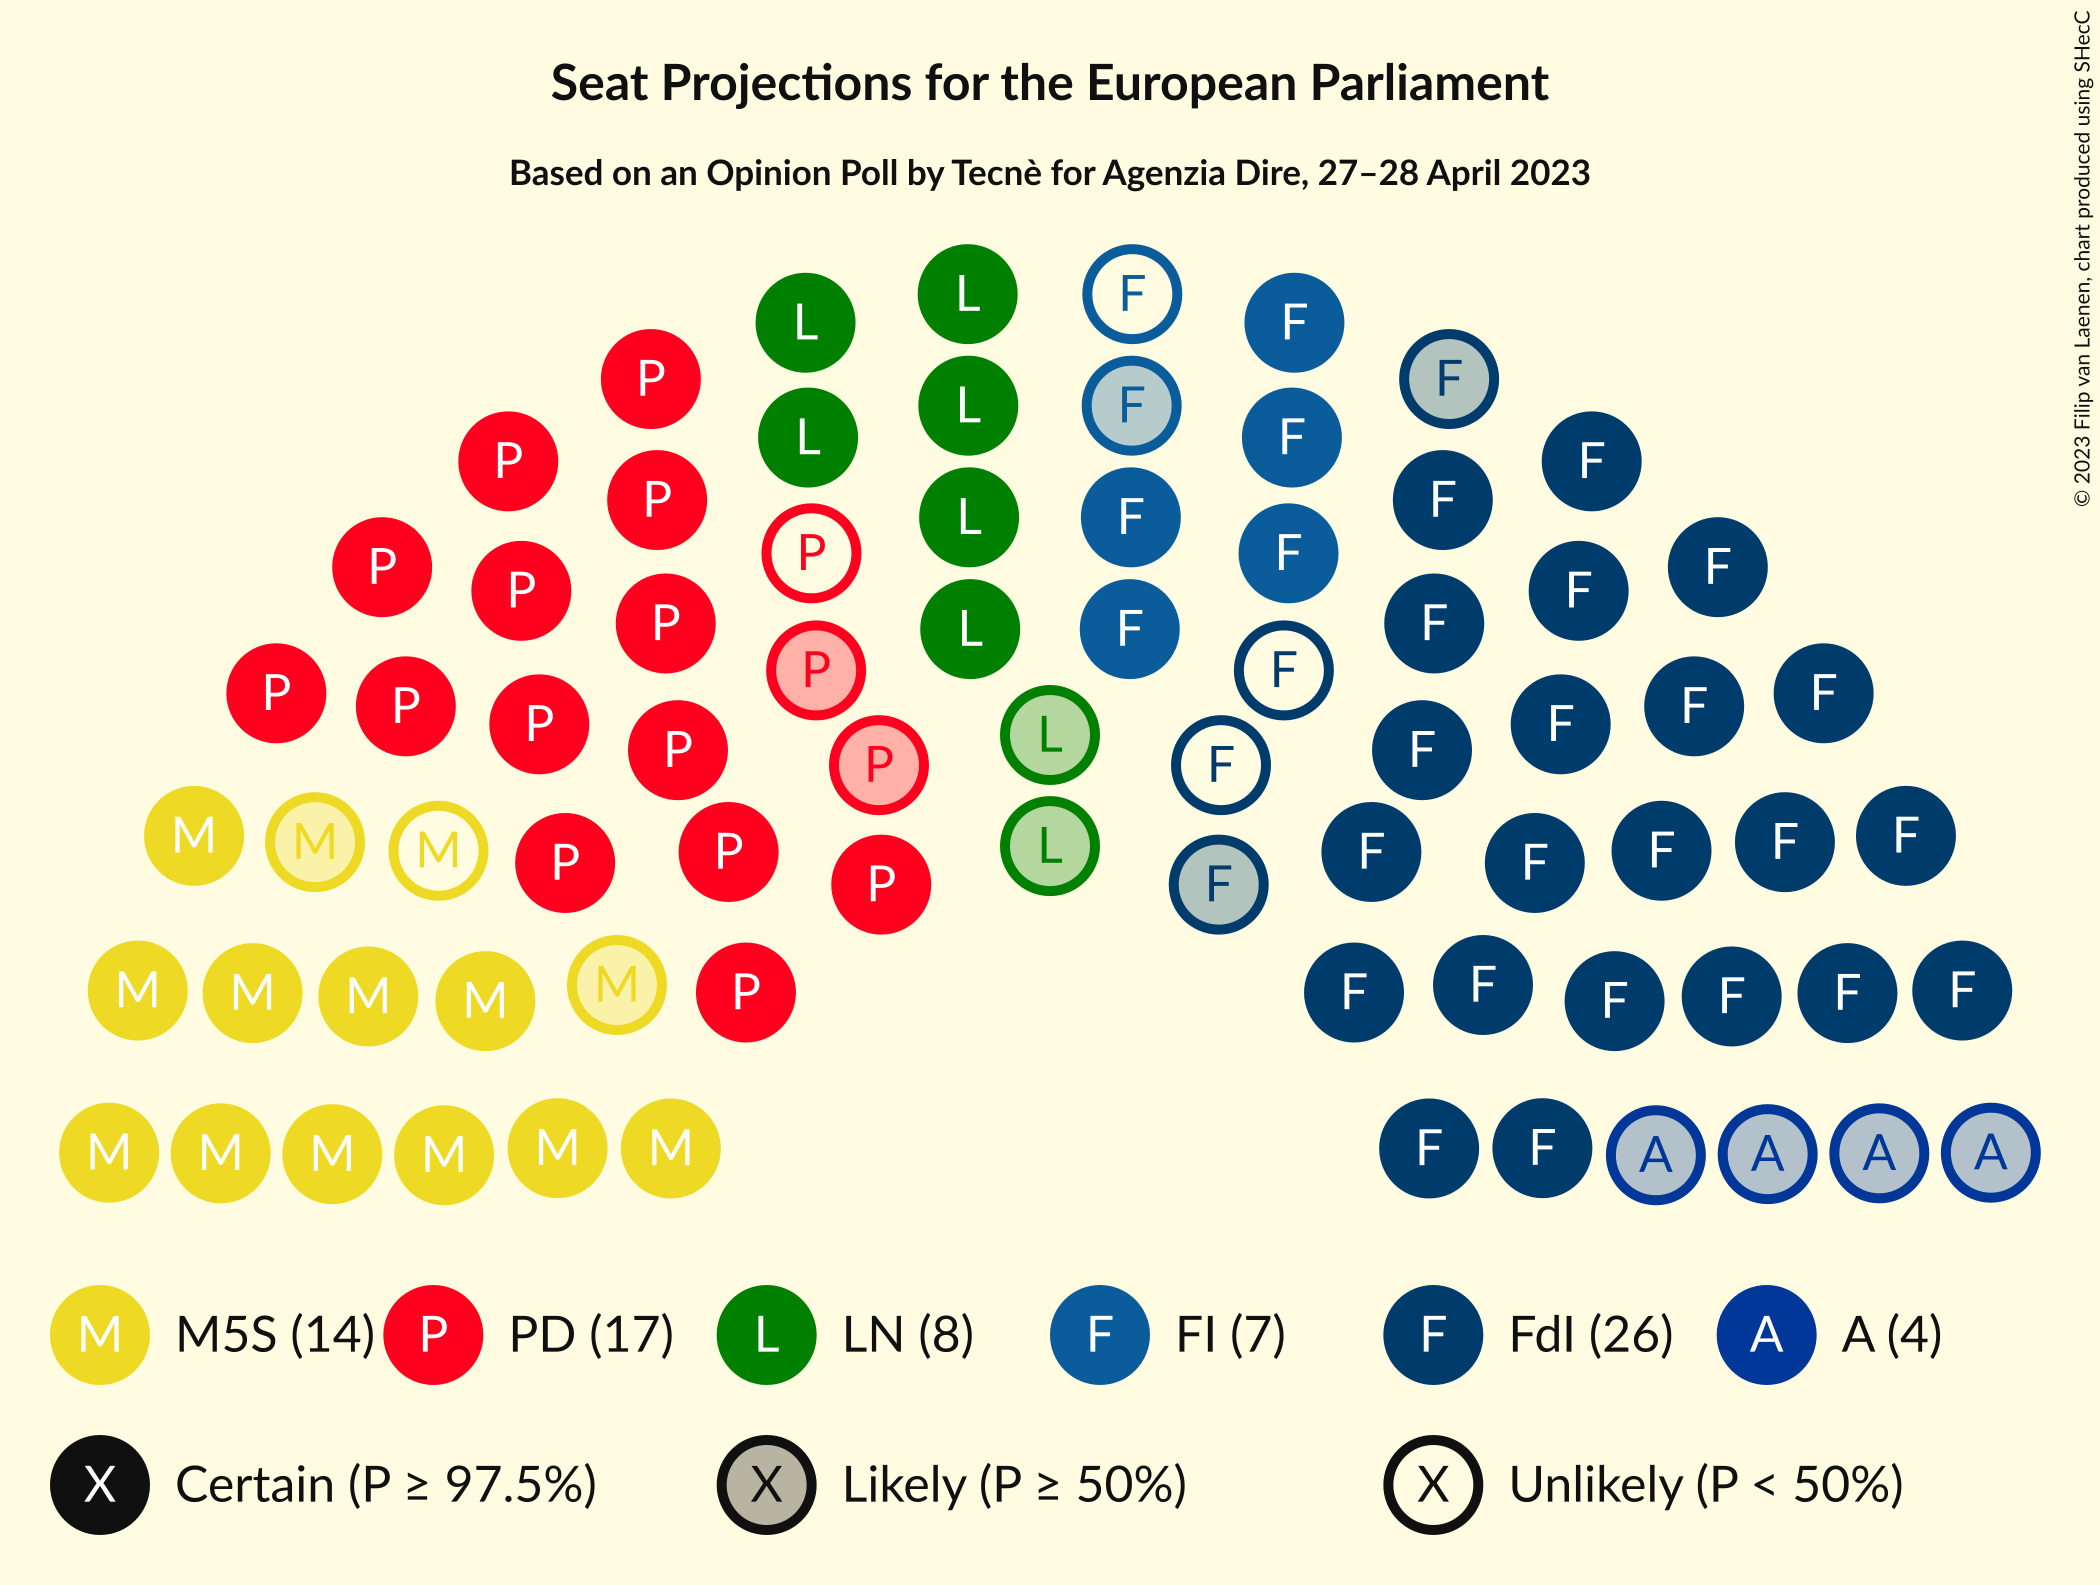 Seat Projections for the European Parliament
Based on an Opinion Poll by Tecnè for Agenzia Dire, 27–28 April 2023
© 2023 Filip van Laenen, chart produced using SHecC
L L F F
P L L F F F
P P P L F F F F
P P P P L F F F F F
P P P P P L F F F F F F
M M M P P P L F F F F F F
M M M M M P F F F F F F
M M M M M M F F A A A A
M M5S (14) P PD (17) L LN (8) F FI (7) F FdI (26) A A (4)
X Certain (P ≥ 97.5%) X Likely (P ≥ 50%) X Unlikely (P < 50%)